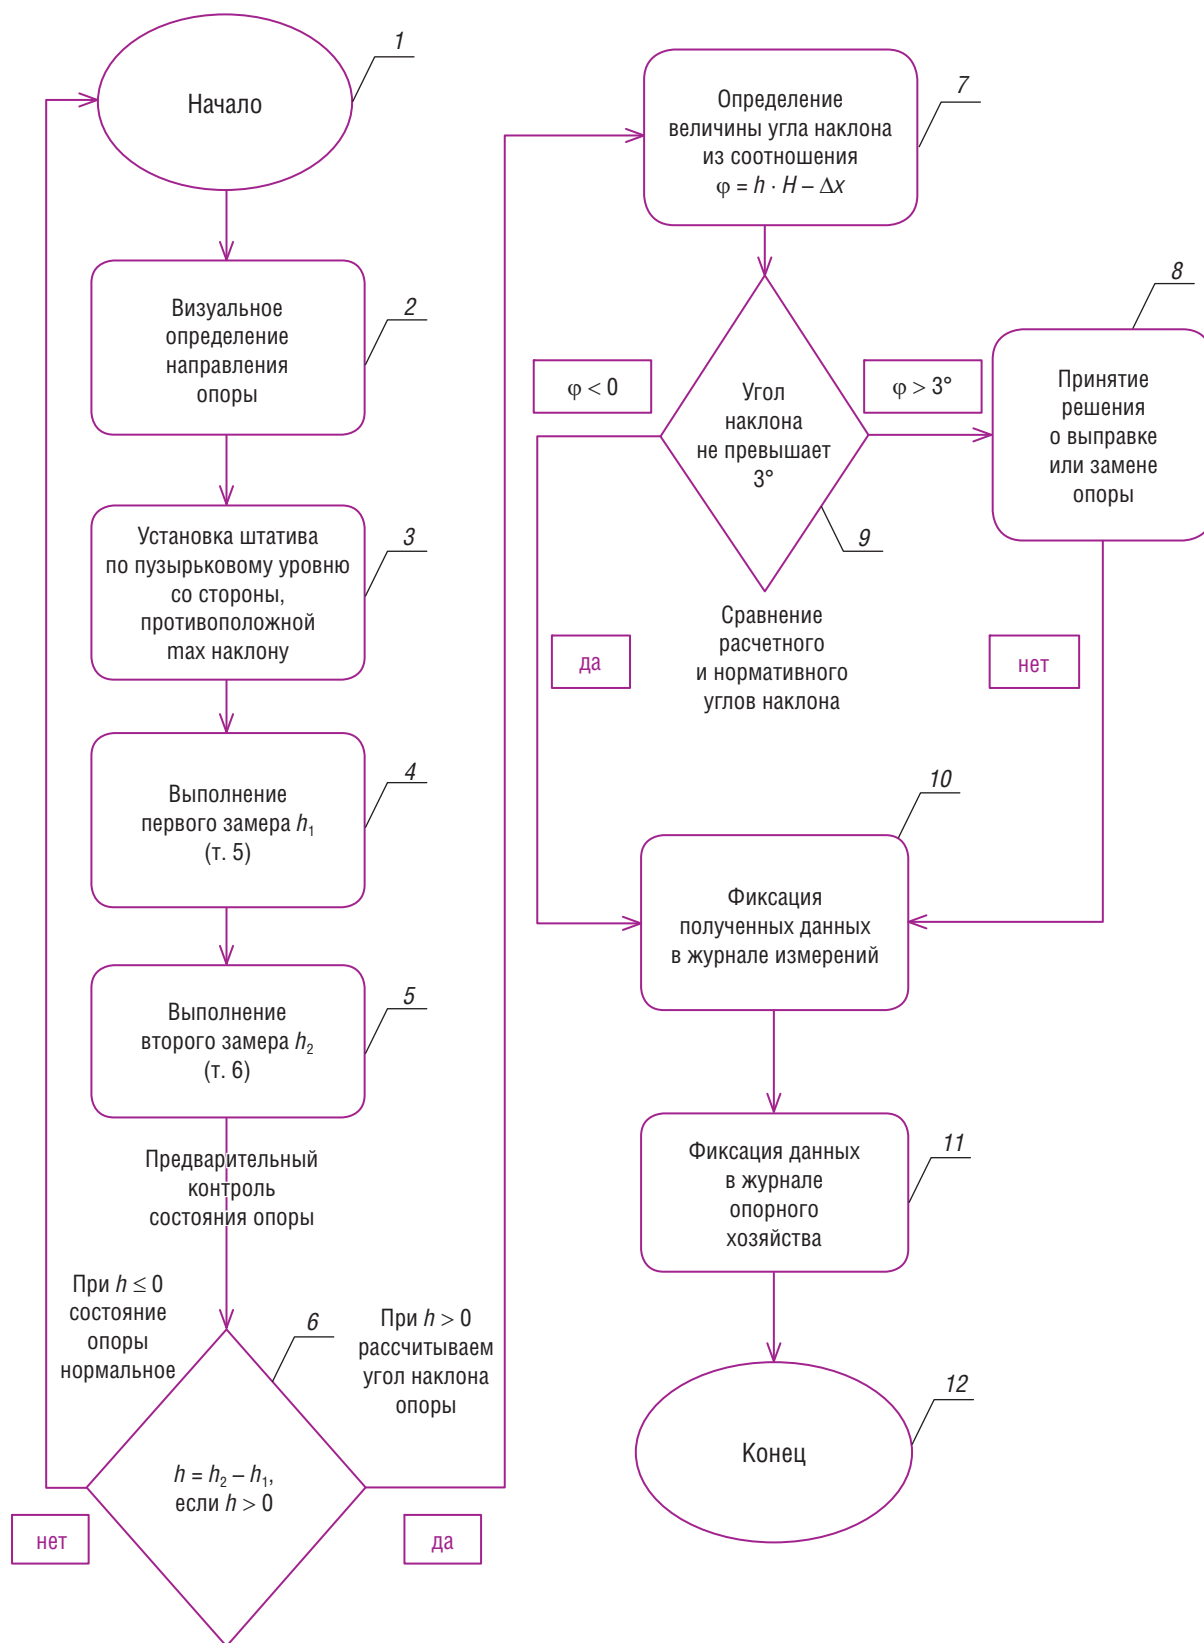 1
Начало
2
Визуальное
определение
направления
опоры
3
Установка штатива
по пузырьковому уровню
со стороны,
противоположной
max наклону
4
Выполнение
первого замера h₁
(т. 5)
5
Выполнение
второго замера h₂
(т. 6)
Предварительный
контроль
состояния опоры
При h ≤ 0
состояние
опоры
нормальное
6
При h > 0
рассчитываем
угол наклона
опоры
h = h₂ – h₁,
если h > 0
нет
да
7
Определение
величины угла наклона
из соотношения
φ = h · H – Δx
8
φ < 0
φ > 3°
Угол
наклона
не превышает
3°
Принятие
решения
о выправке
или замене
опоры
9
Сравнение
расчетного
и нормативного
углов наклона
да
нет
10
Фиксация
полученных данных
в журнале измерений
11
Фиксация данных
в журнале
опорного
хозяйства
12
Конец